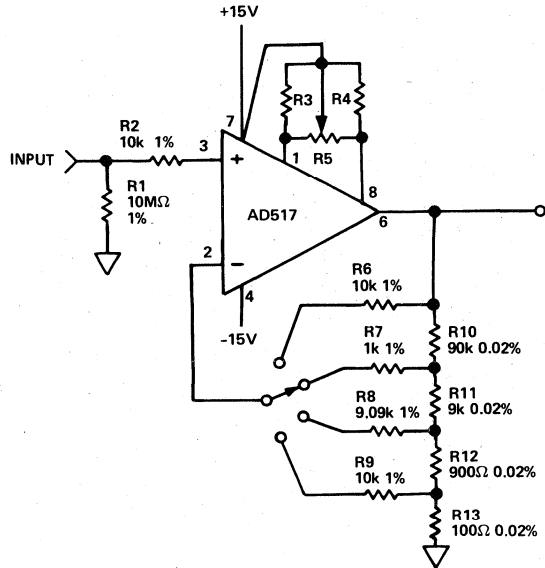 +15V
R3
R4
7
R2
10k 1%
3
INPUT
+
1
R5
R1
10MΩ
1%
8
AD517
6
2
−
4
-15V
R6
10k 1%
R7
1k 1%
R10
90k 0.02%
R8
9.09k 1%
R11
9k 0.02%
R9
10k 1%
R12
900Ω 0.02%
R13
100Ω 0.02%